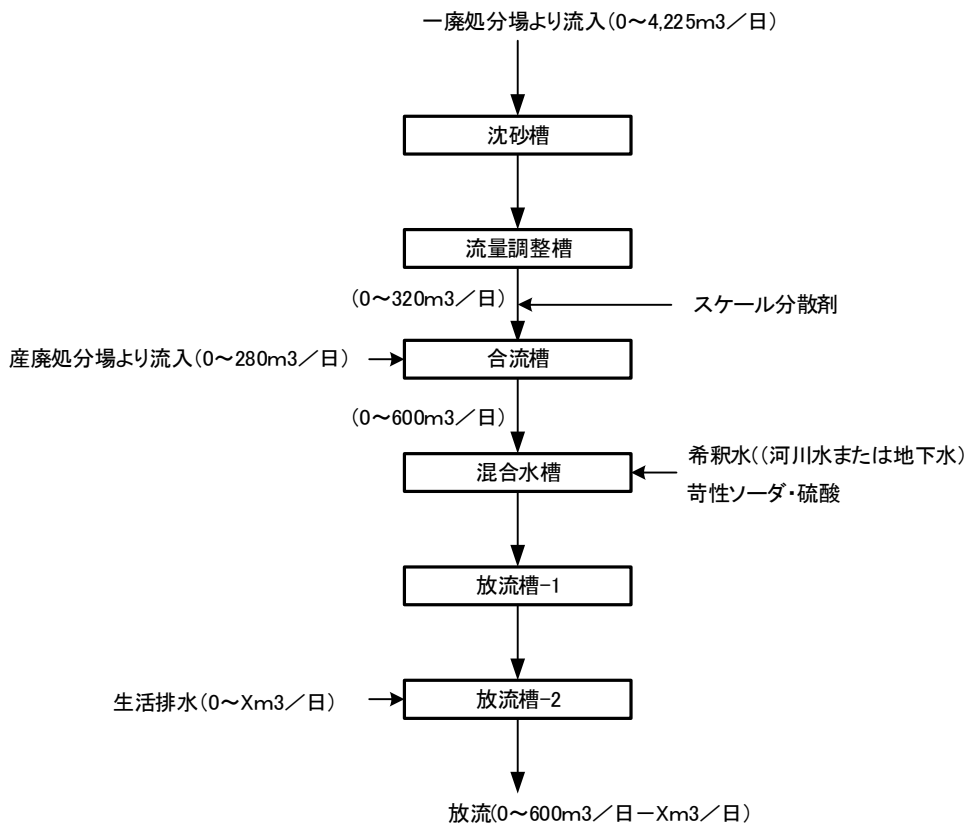 一廃処分場より流入(0～4,225m3／日)
沈砂槽
流量調整槽
(0～320m3／日)
スケール分散剤
産廃処分場より流入(0～280m3／日)
合流槽
(0～600m3／日)
希釈水((河川水または地下水)
混合水槽
苛性ソーダ・硫酸
放流槽-1
生活排水(0～Xm3／日)
放流槽-2
放流(0～600m3／日－Xm3／日)